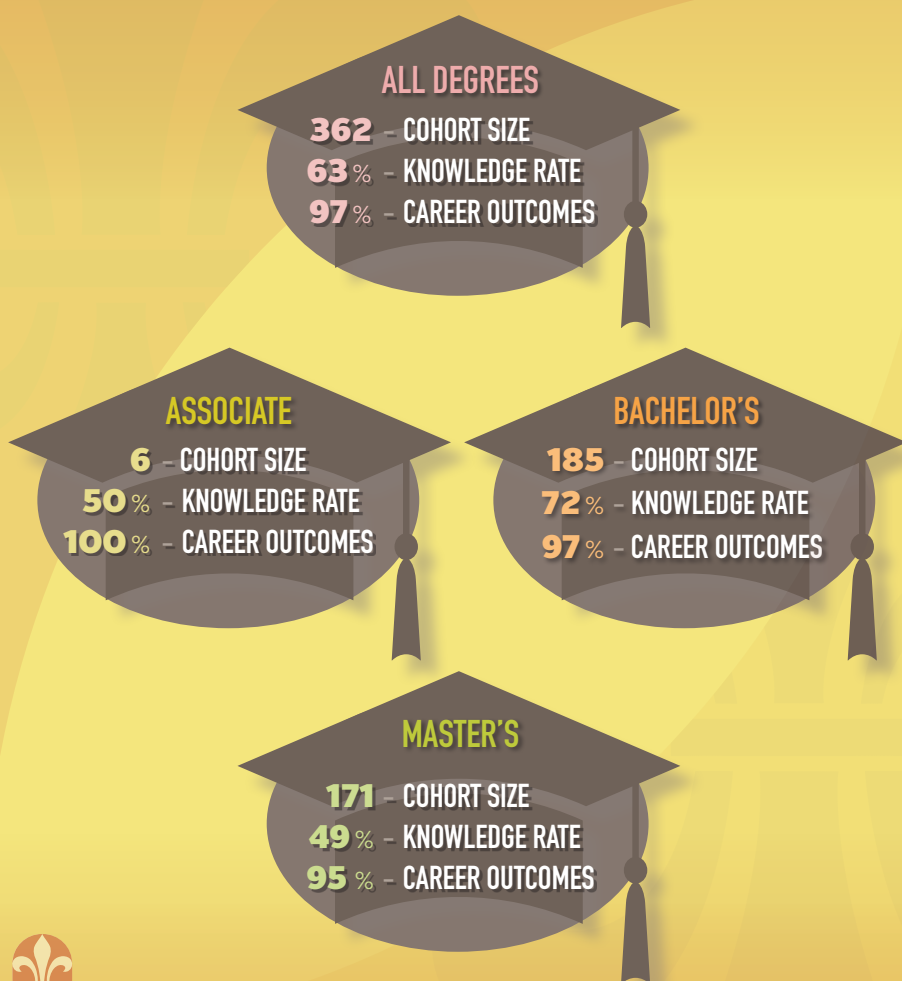 ALL DEGREES
362 - COHORT SIZE
63% - KNOWLEDGE RATE
97% - CAREER OUTCOMES
ASSOCIATE
6 - COHORT SIZE
50% - KNOWLEDGE RATE
100% - CAREER OUTCOMES
BACHELOR'S
185 - COHORT SIZE
72% - KNOWLEDGE RATE
97% - CAREER OUTCOMES
MASTER'S
171 - COHORT SIZE
49% - KNOWLEDGE RATE
95% - CAREER OUTCOMES